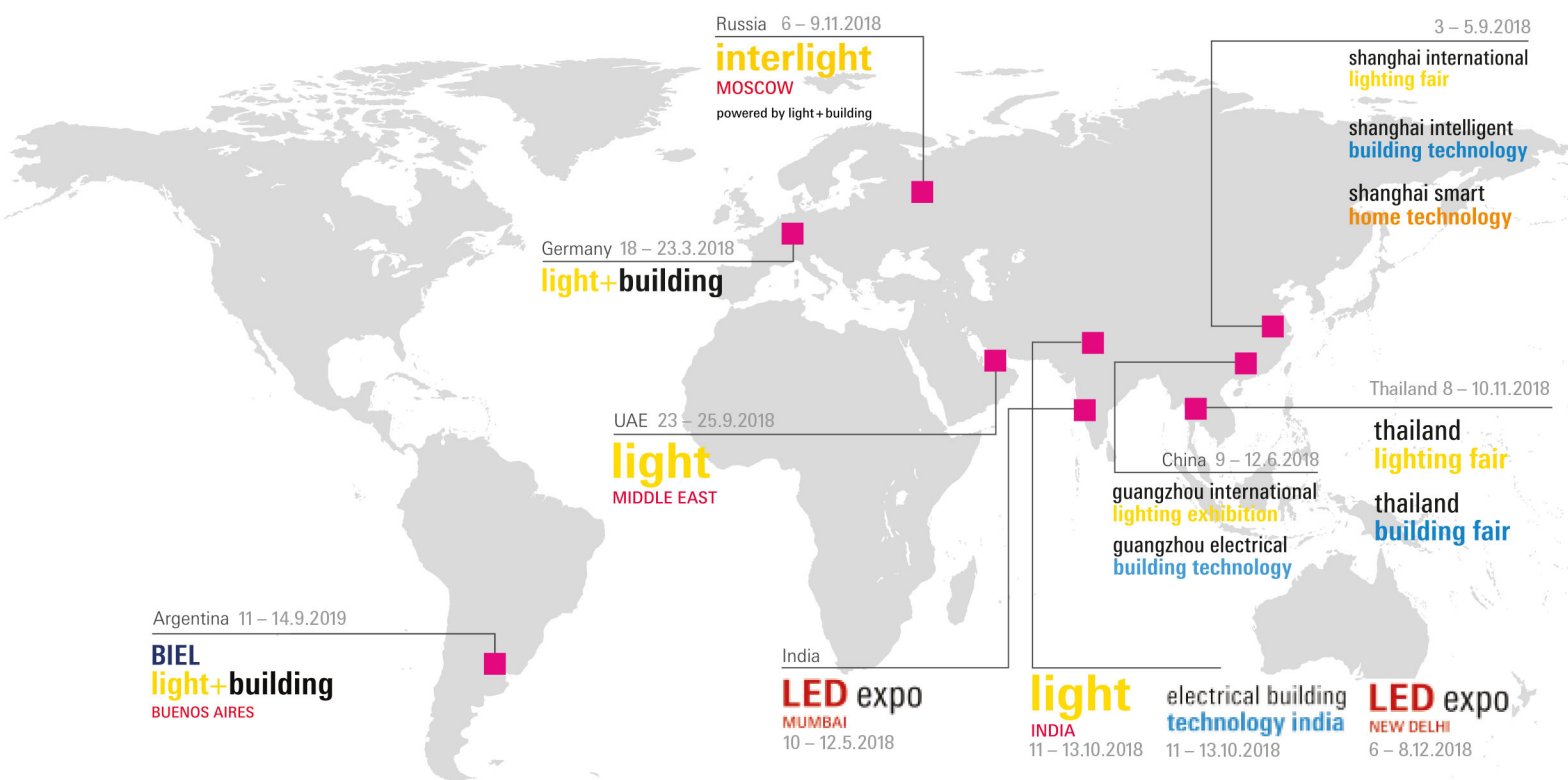 Russia 6 – 9.11.2018
interlight
MOSCOW
powered by light+building
3 – 5.9.2018
shanghai international
lighting fair
shanghai intelligent
building technology
shanghai smart
home technology
Germany 18 – 23.3.2018
light+building
UAE 23 – 25.9.2018
light
MIDDLE EAST
Thailand 8 – 10.11.2018
thailand
lighting fair
thailand
building fair
China 9 – 12.6.2018
guangzhou international
lighting exhibition
guangzhou electrical
building technology
Argentina 11 – 14.9.2019
BIEL
light+building
BUENOS AIRES
India
LED expo
MUMBAI
10 – 12.5.2018
light
INDIA
11 – 13.10.2018
electrical building
technology india
11 – 13.10.2018
LED expo
NEW DELHI
6 – 8.12.2018